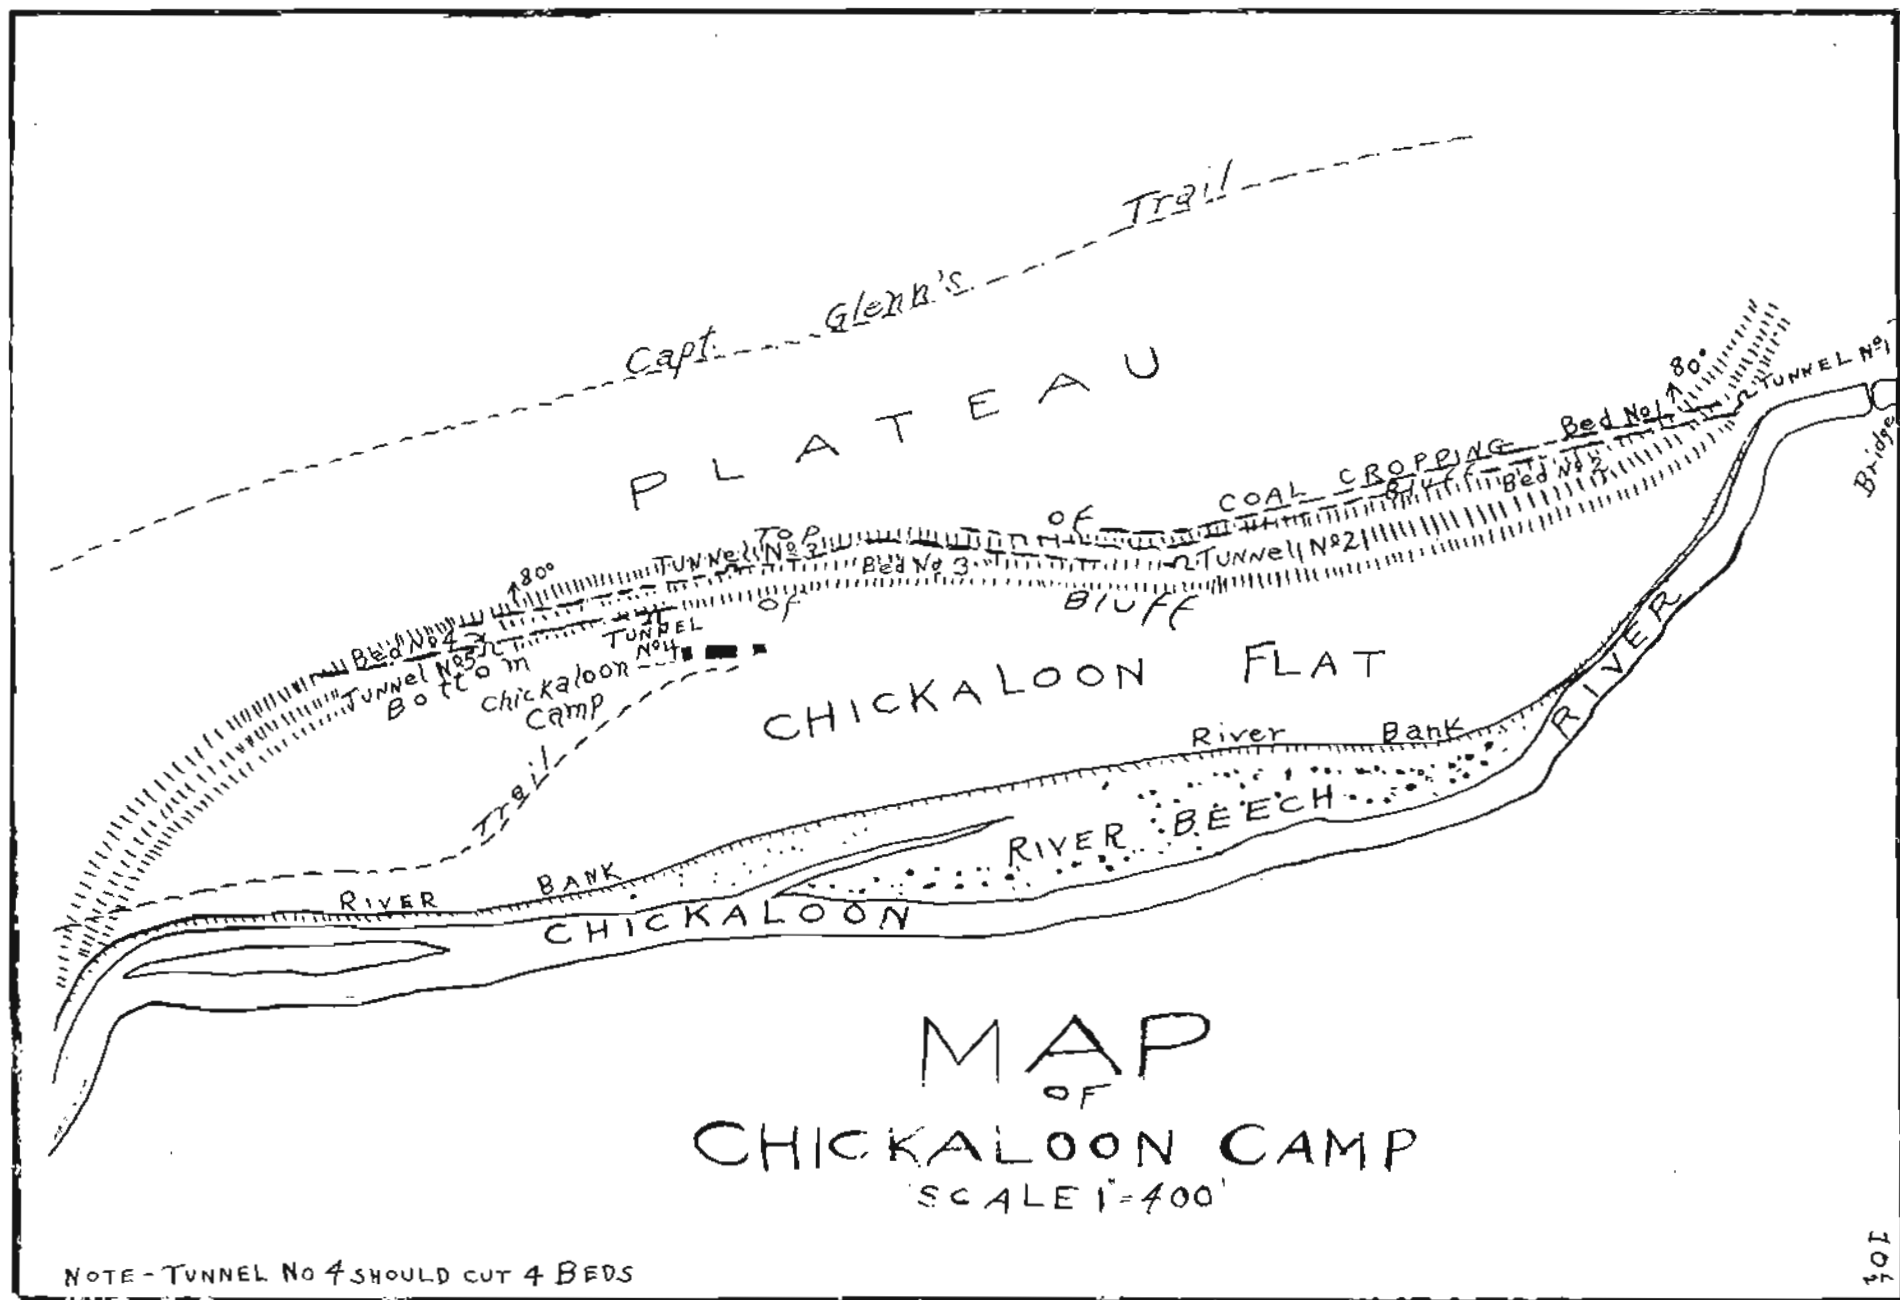 Capt. Glenn's Trail
PLATEAU
80°
TUNNEL No 1
Bed No 1
COAL CROPPING
OF
TOP
Bluff
Bed No 2
TUNNEL No 3
Bed No 3
TUNNEL No 2
Bridge
80°
Bed No 4
TUNNEL No 5
TUNNEL No 4
Bottom
OF
BLUFF
Chickaloon
Camp
CHICKALOON FLAT
Trail
River Bank
RIVER
RIVER BEECH
RIVER BANK
CHICKALOON
MAP
OF
CHICKALOON CAMP
SCALE 1"=400'
NOTE - TUNNEL NO 4 SHOULD CUT 4 BEDS